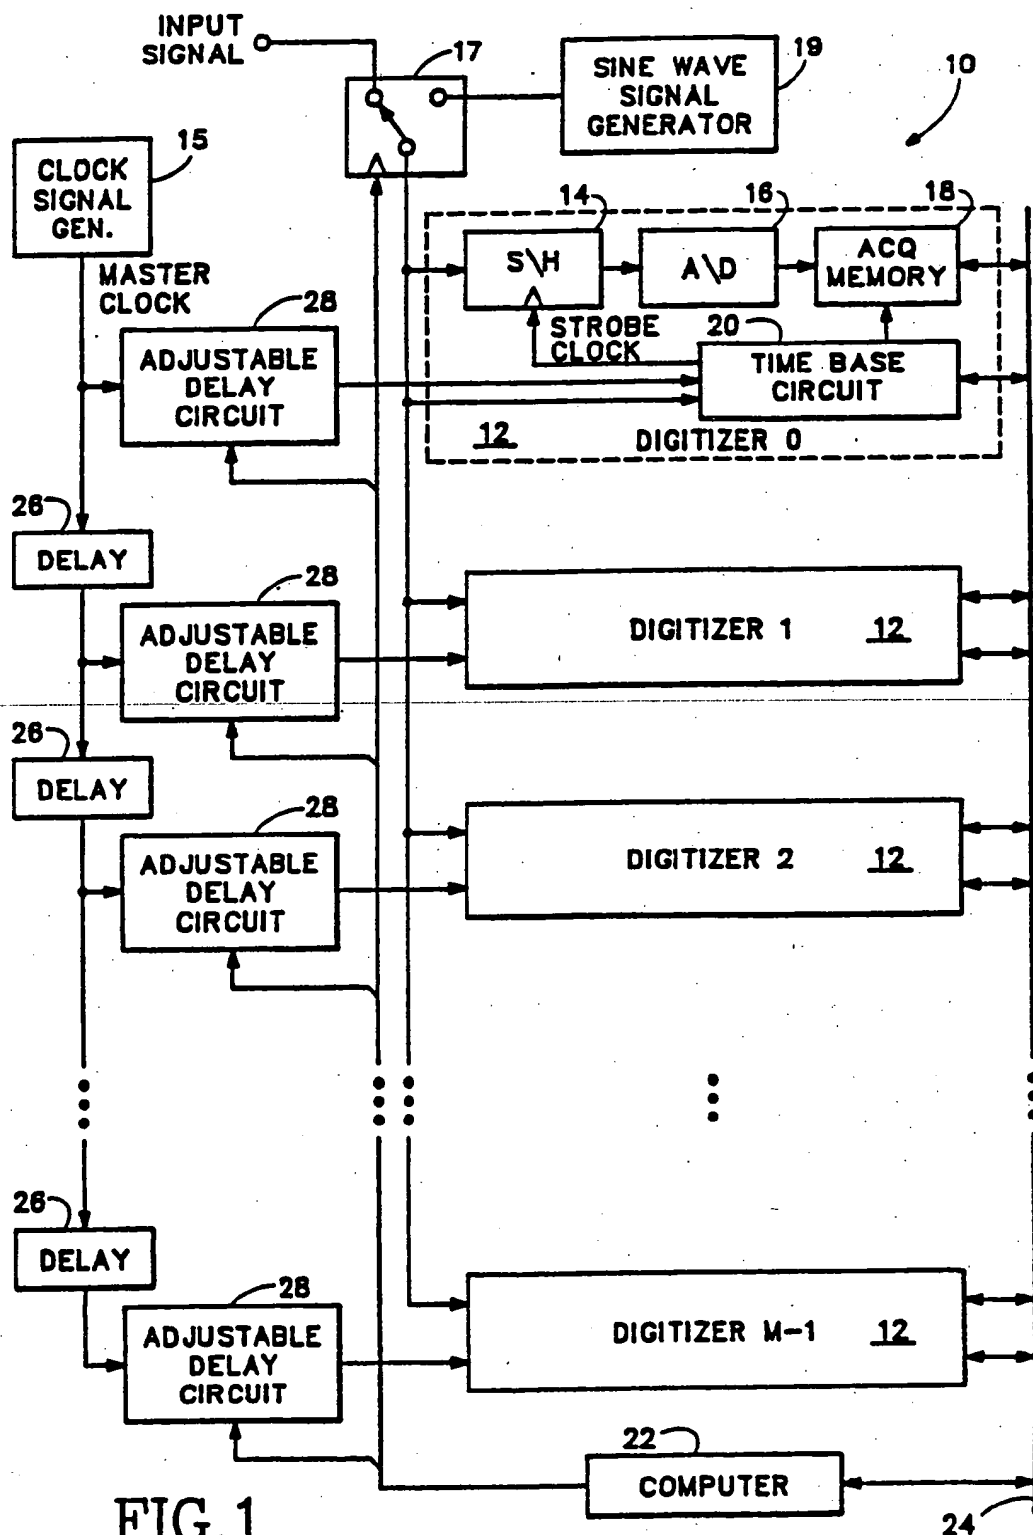 INPUT
SIGNAL
17
SINE WAVE
SIGNAL
GENERATOR
19
10
15
CLOCK
SIGNAL
GEN.
MASTER
CLOCK
14
S\H
16
A\D
18
ACQ
MEMORY
STROBE
CLOCK
20
TIME BASE
CIRCUIT
12
DIGITIZER 0
28
ADJUSTABLE
DELAY
CIRCUIT
26
DELAY
28
ADJUSTABLE
DELAY
CIRCUIT
DIGITIZER 1
12
26
DELAY
28
ADJUSTABLE
DELAY
CIRCUIT
DIGITIZER 2
12
26
DELAY
28
ADJUSTABLE
DELAY
CIRCUIT
DIGITIZER M-1
12
22
COMPUTER
24
FIG. 1